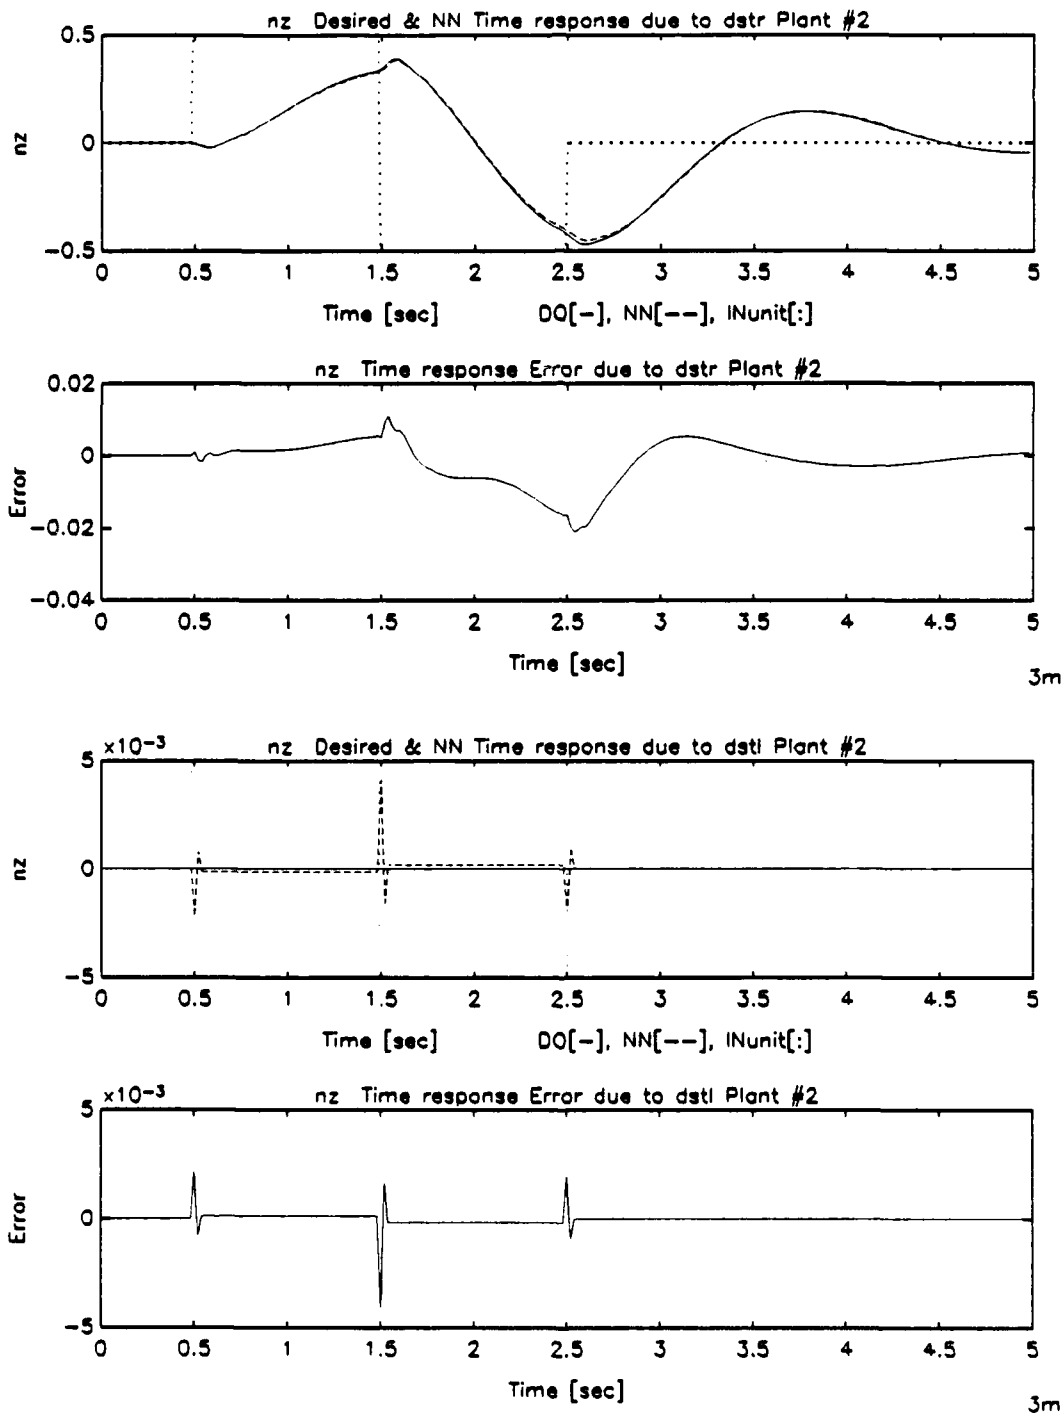 nz Desired & NN Time response due to dstr Plant #2
0.5
0
-0.5
nz
0 0.5 1 1.5 2 2.5 3 3.5 4 4.5 5
Time [sec] DO[-], NN[--], INunit[:]
nz Time response Error due to dstr Plant #2
0.02
0
-0.02
-0.04
Error
0 0.5 1 1.5 2 2.5 3 3.5 4 4.5 5
Time [sec]
3m
×10-3 nz Desired & NN Time response due to dstl Plant #2
5
0
-5
nz
0 0.5 1 1.5 2 2.5 3 3.5 4 4.5 5
Time [sec] DO[-], NN[--], INunit[:]
×10-3 nz Time response Error due to dstl Plant #2
5
0
-5
Error
0 0.5 1 1.5 2 2.5 3 3.5 4 4.5 5
Time [sec]
3m